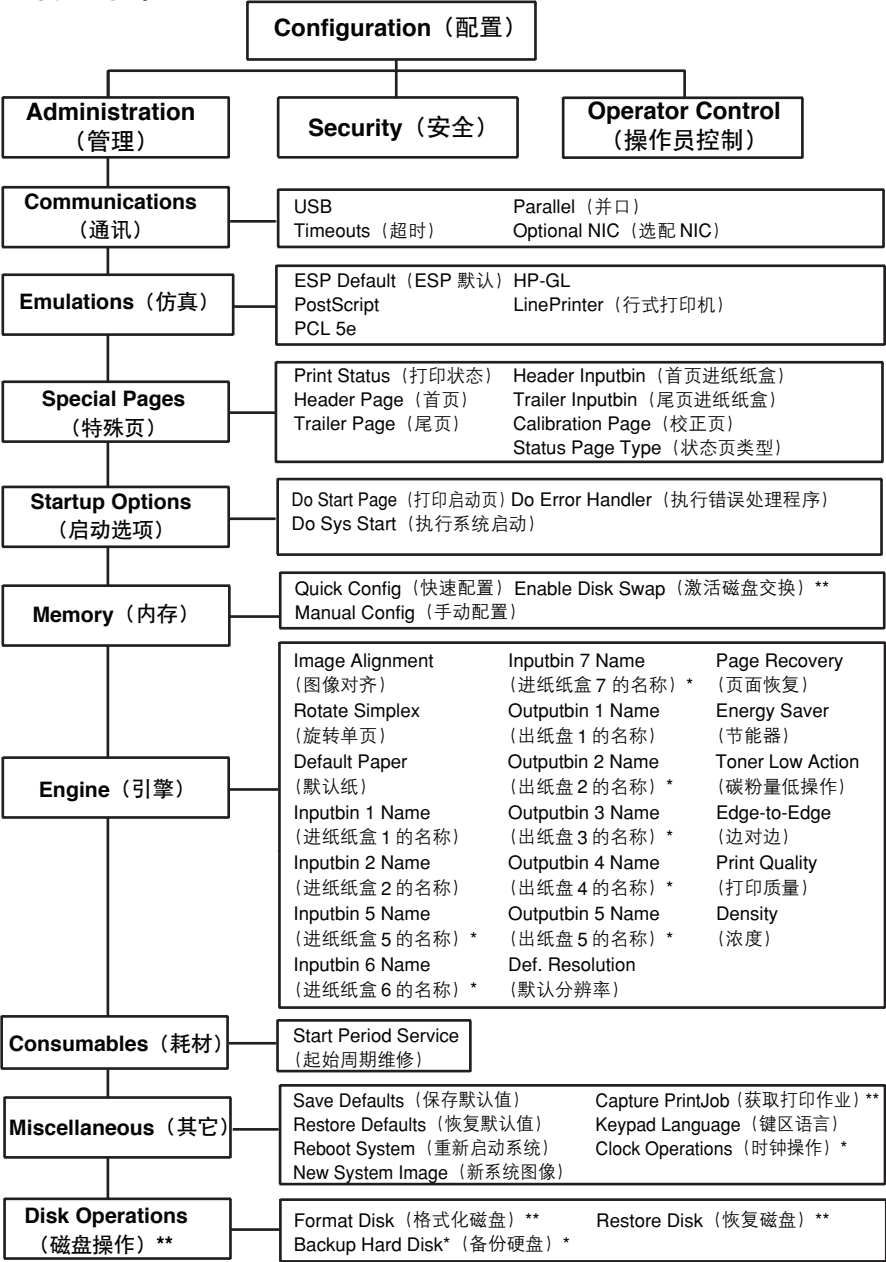 Configuration（配置）
Administration
（管理）
Security（安全）
Operator Control
（操作员控制）
Communications
（通讯）
USB
Parallel（并口）
Timeouts（超时）
Optional NIC（选配 NIC）
Emulations（仿真）
ESP Default（ESP 默认）
HP-GL
PostScript
LinePrinter（行式打印机）
PCL 5e
Special Pages
（特殊页）
Print Status（打印状态）
Header Inputbin（首页进纸纸盒）
Header Page（首页）
Trailer Inputbin（尾页进纸纸盒）
Trailer Page（尾页）
Calibration Page（校正页）
Status Page Type（状态页类型）
Startup Options
（启动选项）
Do Start Page（打印启动页）
Do Error Handler（执行错误处理程序）
Do Sys Start（执行系统启动）
Memory（内存）
Quick Config（快速配置）
Enable Disk Swap（激活磁盘交换）**
Manual Config（手动配置）
Engine（引擎）
Image Alignment
（图像对齐）
Rotate Simplex
（旋转单页）
Default Paper
（默认纸）
Inputbin 1 Name
（进纸纸盒 1 的名称）
Inputbin 2 Name
（进纸纸盒 2 的名称）
Inputbin 5 Name
（进纸纸盒 5 的名称）*
Inputbin 6 Name
（进纸纸盒 6 的名称）*
Inputbin 7 Name
（进纸纸盒 7 的名称）*
Outputbin 1 Name
（出纸盘 1 的名称）
Outputbin 2 Name
（出纸盘 2 的名称）*
Outputbin 3 Name
（出纸盘 3 的名称）*
Outputbin 4 Name
（出纸盘 4 的名称）*
Outputbin 5 Name
（出纸盘 5 的名称）*
Def. Resolution
（默认分辨率）
Page Recovery
（页面恢复）
Energy Saver
（节能器）
Toner Low Action
（碳粉量低操作）
Edge-to-Edge
（边对边）
Print Quality
（打印质量）
Density
（浓度）
Consumables（耗材）
Start Period Service
（起始周期维修）
Miscellaneous（其它）
Save Defaults（保存默认值）
Capture PrintJob（获取打印作业）**
Restore Defaults（恢复默认值）
Keypad Language（键区语言）
Reboot System（重新启动系统）
Clock Operations（时钟操作）*
New System Image（新系统图像）
Disk Operations
（磁盘操作）**
Format Disk（格式化磁盘）**
Restore Disk（恢复磁盘）**
Backup Hard Disk*（备份硬盘）*